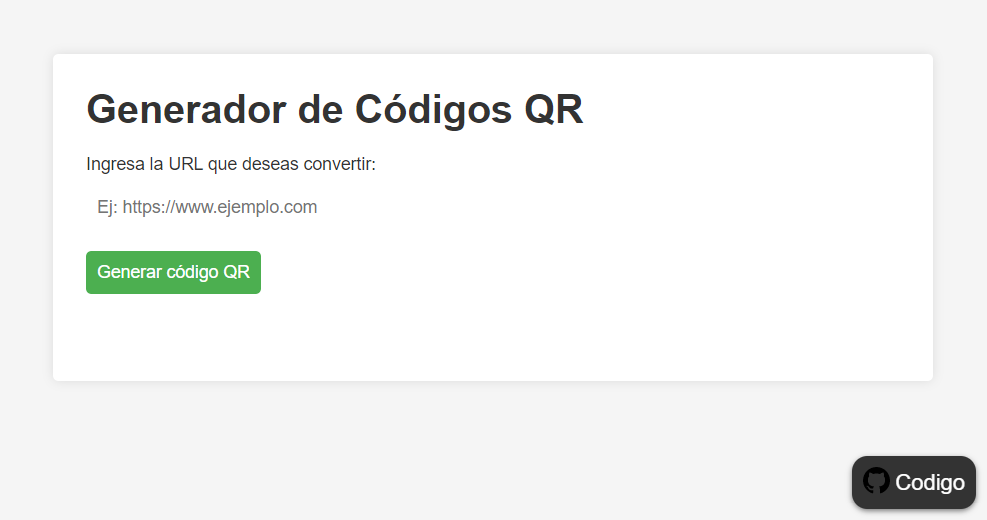 Generador de Códigos QR
Ingresa la URL que deseas convertir:
Ej: https://www.ejemplo.com
Generar código QR
Codigo